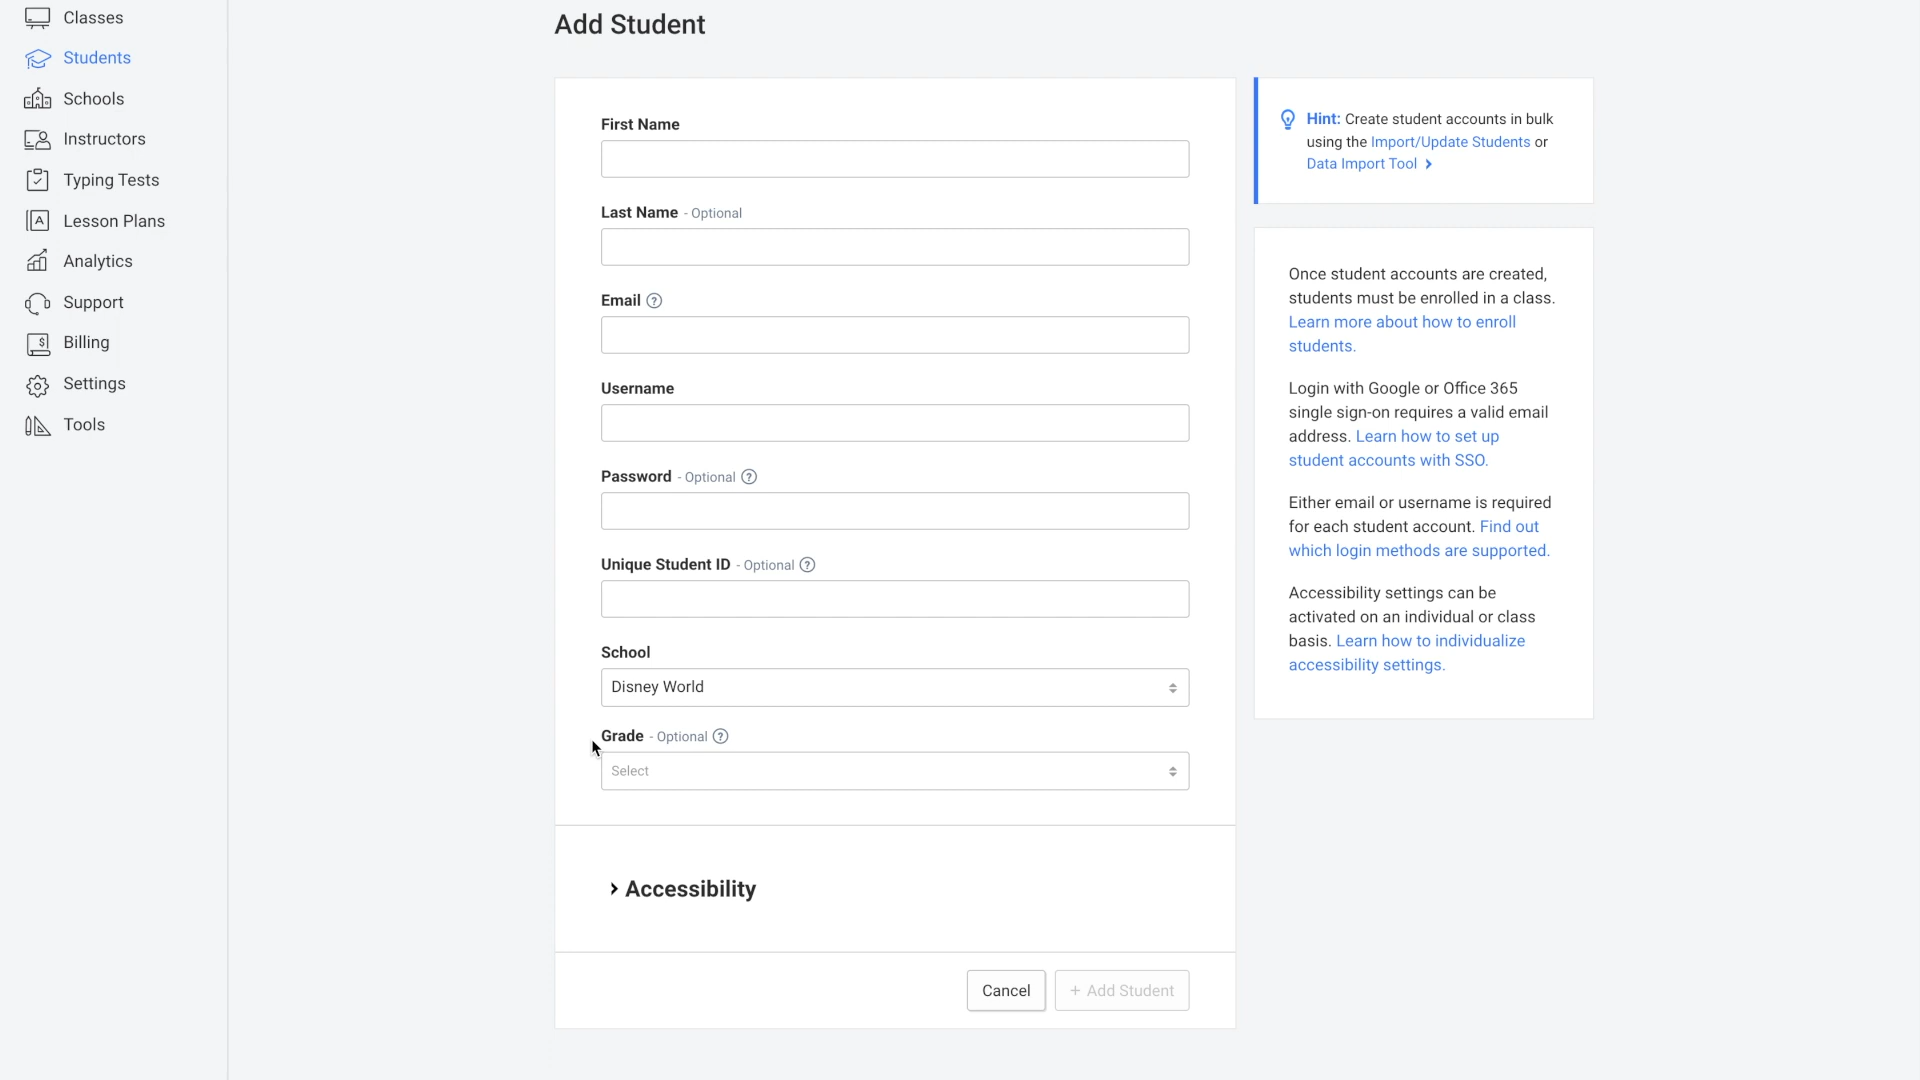 Classes
Students
Schools
Instructors
Typing Tests
Lesson Plans
Analytics
Support
Billing
Settings
Tools
Add Student
First Name
Last Name - Optional
Email ?
Username
Password - Optional ?
Unique Student ID - Optional ?
School
Disney World
Grade - Optional ?
Select
Accessibility
Cancel
+ Add Student
Hint: Create student accounts in bulk
using the Import/Update Students or
Data Import Tool
Once student accounts are created,
students must be enrolled in a class.
Learn more about how to enroll
students.
Login with Google or Office 365
single sign-on requires a valid email
address. Learn how to set up
student accounts with SSO.
Either email or username is required
for each student account. Find out
which login methods are supported.
Accessibility settings can be
activated on an individual or class
basis. Learn how to individualize
accessibility settings.